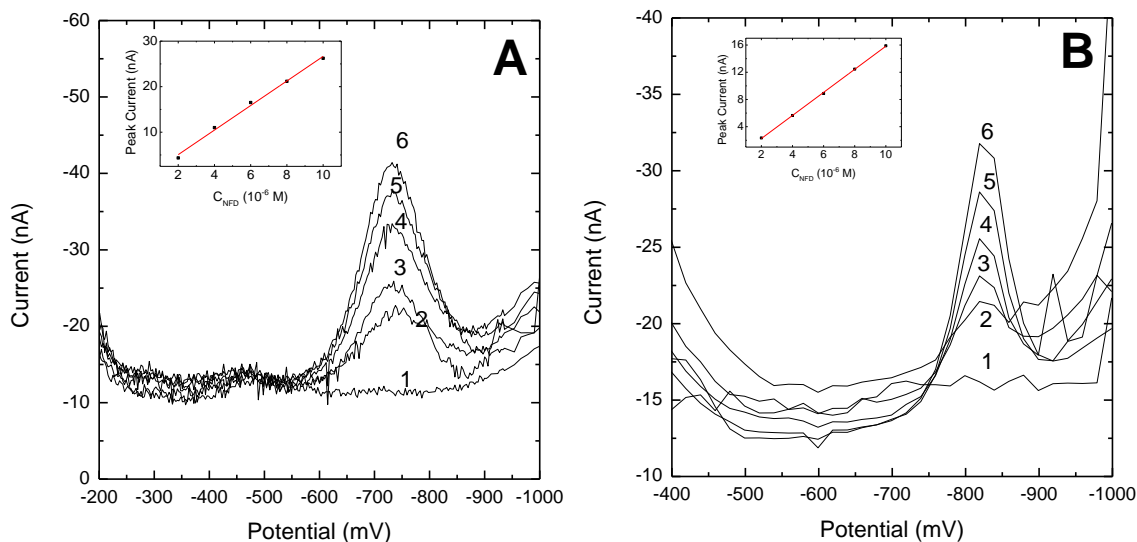 A
-60
-50
-40
-30
-20
-10
0
Current (nA)
-200 -300 -400 -500 -600 -700 -800 -900 -1000
Potential (mV)
30
20
10
Peak Current (nA)
2 4 6 8 10
C_NFD (10^-6 M)
6
5
4
3
2
1
B
-40
-35
-30
-25
-20
-15
-10
Current (nA)
-400 -500 -600 -700 -800 -900 -1000
Potential (mV)
16
12
8
4
Peak Current (nA)
2 4 6 8 10
C_NFD (10^-6 M)
6
5
4
3
2
1